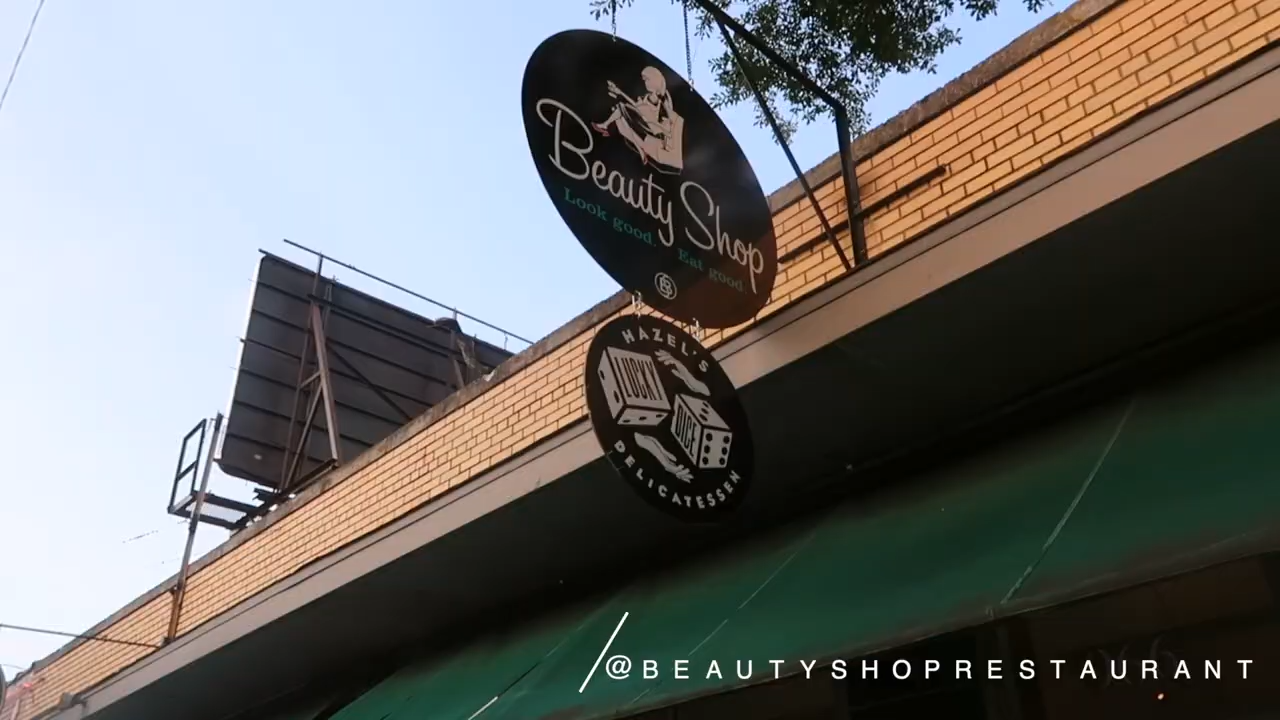 Beauty Shop
Look good. Eat good.
B
HAZEL'S
LUCKY
DICE
DELICATESSEN
/@BEAUTYSHOPRESTAURANT